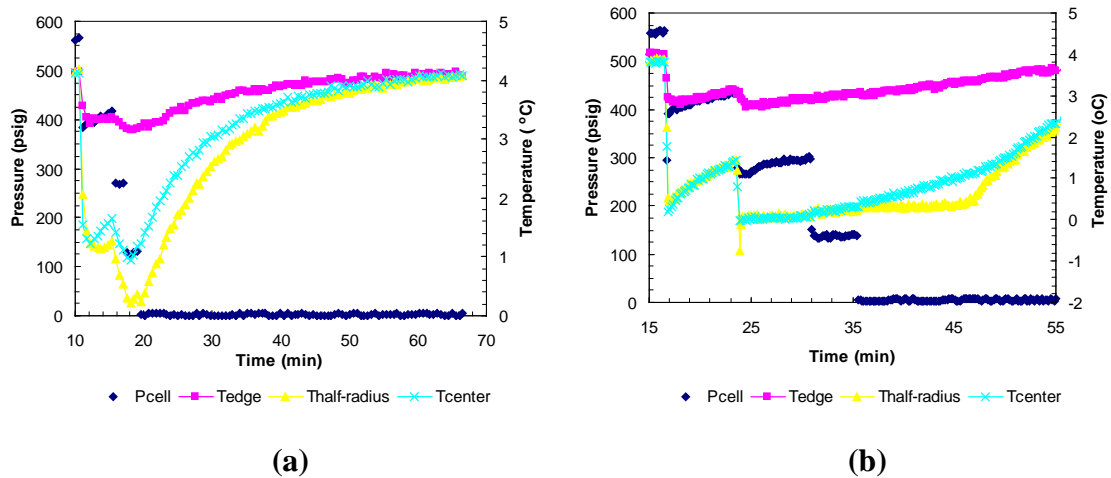 600
500
400
300
200
100
0
Pressure (psig)
5
4
3
2
1
0
Temperature ( °C)
10 20 30 40 50 60 70
Time (min)
Pcell Tedge Thalf-radius Tcenter
(a)
600
500
400
300
200
100
0
Pressure (psig)
5
4
3
2
1
0
-1
-2
Temperature (oC)
15 25 35 45 55
Time (min)
Pcell Tedge Thalf-radius Tcenter
(b)